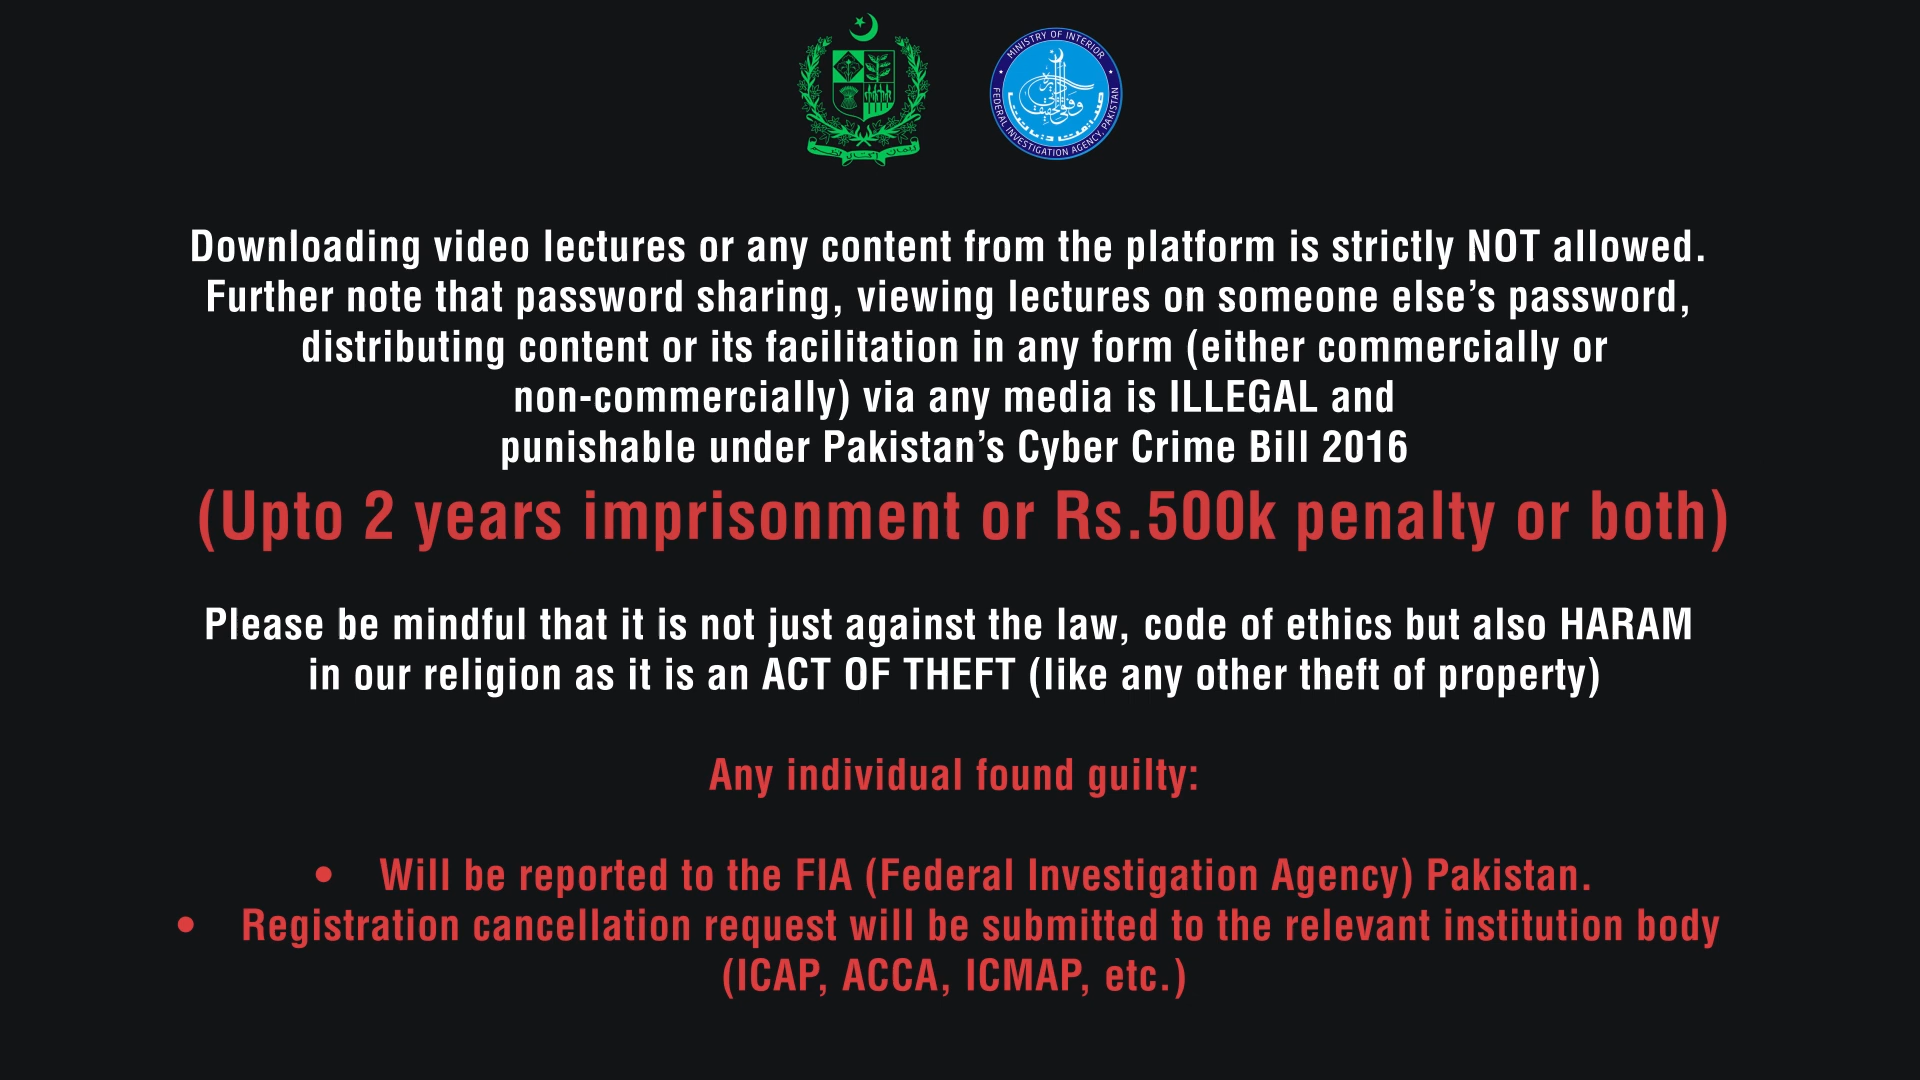 MINISTRY OF INTERIOR
FEDERAL INVESTIGATION AGENCY, PAKISTAN
Downloading video lectures or any content from the platform is strictly NOT allowed.
Further note that password sharing, viewing lectures on someone else’s password,
distributing content or its facilitation in any form (either commercially or
non-commercially) via any media is ILLEGAL and
punishable under Pakistan’s Cyber Crime Bill 2016
(Upto 2 years imprisonment or Rs.500k penalty or both)
Please be mindful that it is not just against the law, code of ethics but also HARAM
in our religion as it is an ACT OF THEFT (like any other theft of property)
Any individual found guilty:
• Will be reported to the FIA (Federal Investigation Agency) Pakistan.
• Registration cancellation request will be submitted to the relevant institution body
(ICAP, ACCA, ICMAP, etc.)